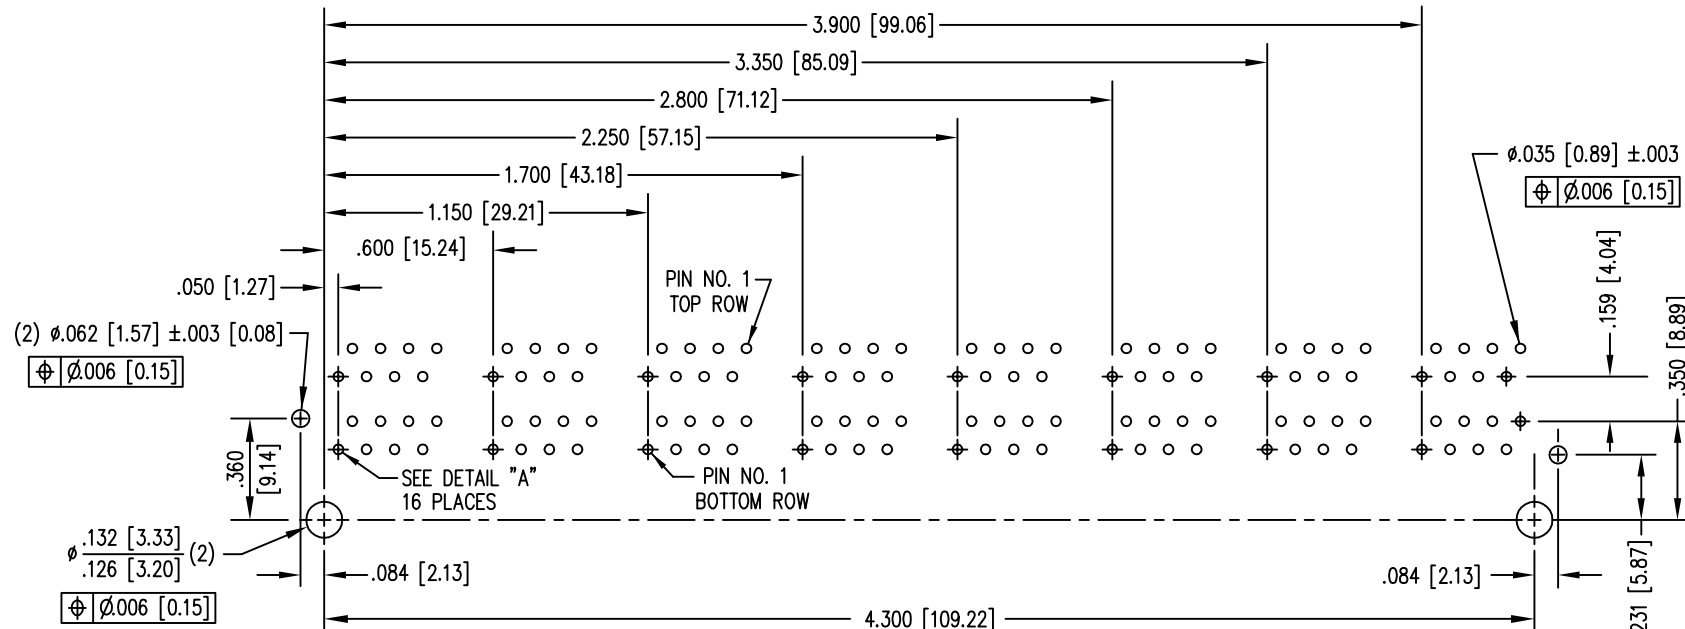 3.900 [99.06]
3.350 [85.09]
2.800 [71.12]
2.250 [57.15]
1.700 [43.18]
1.150 [29.21]
.600 [15.24]
.050 [1.27]
(2) ⌀.062 [1.57] ±.003 [0.08]
⌖ ⌀.006 [0.15]
PIN NO. 1
TOP ROW
⌀.035 [0.89] ±.003
⌖ ⌀.006 [0.15]
.159 [4.04]
.350 [8.89]
.360
[9.14]
SEE DETAIL "A"
16 PLACES
PIN NO. 1
BOTTOM ROW
⌀ .132 [3.33]
.126 [3.20] (2)
⌖ ⌀.006 [0.15]
.084 [2.13]
.084 [2.13]
231 [5.87]
4.300 [109.22]